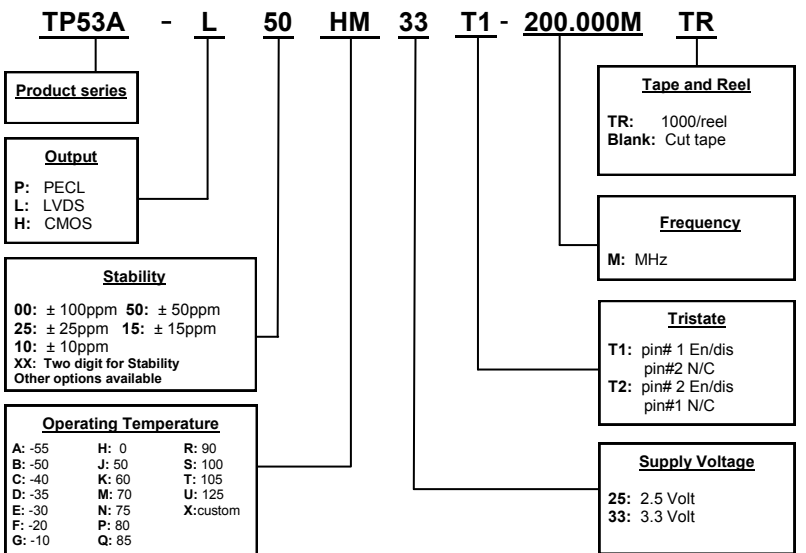 TP53A - L 50 HM 33 T1 - 200.000M TR
Product series
Output
P: PECL
L: LVDS
H: CMOS
Stability
00: ± 100ppm 50: ± 50ppm
25: ± 25ppm 15: ± 15ppm
10: ± 10ppm
XX: Two digit for Stability
Other options available
Operating Temperature
A: -55 H: 0 R: 90
B: -50 J: 50 S: 100
C: -40 K: 60 T: 105
D: -35 M: 70 U: 125
E: -30 N: 75 X:custom
F: -20 P: 80
G: -10 Q: 85
Tape and Reel
TR: 1000/reel
Blank: Cut tape
Frequency
M: MHz
Tristate
T1: pin# 1 En/dis
pin#2 N/C
T2: pin# 2 En/dis
pin#1 N/C
Supply Voltage
25: 2.5 Volt
33: 3.3 Volt